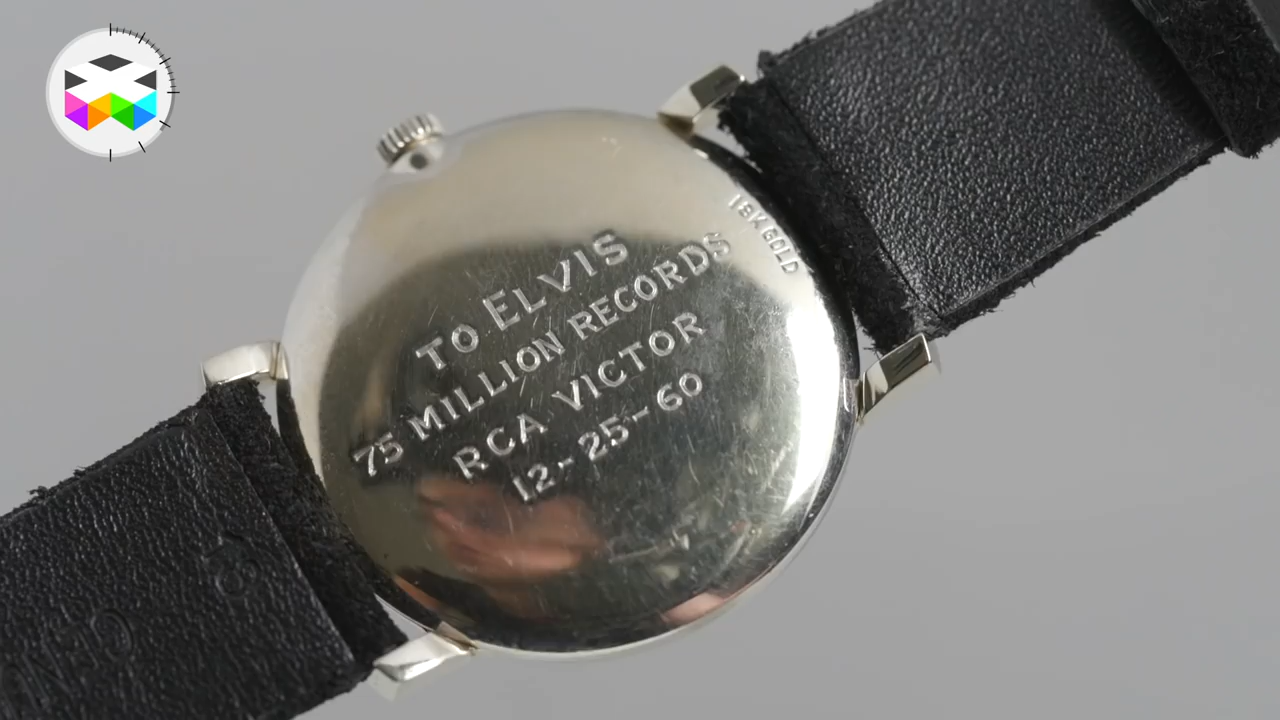 TO ELVIS
75 MILLION RECORDS
RCA VICTOR
12-25-60
18K GOLD